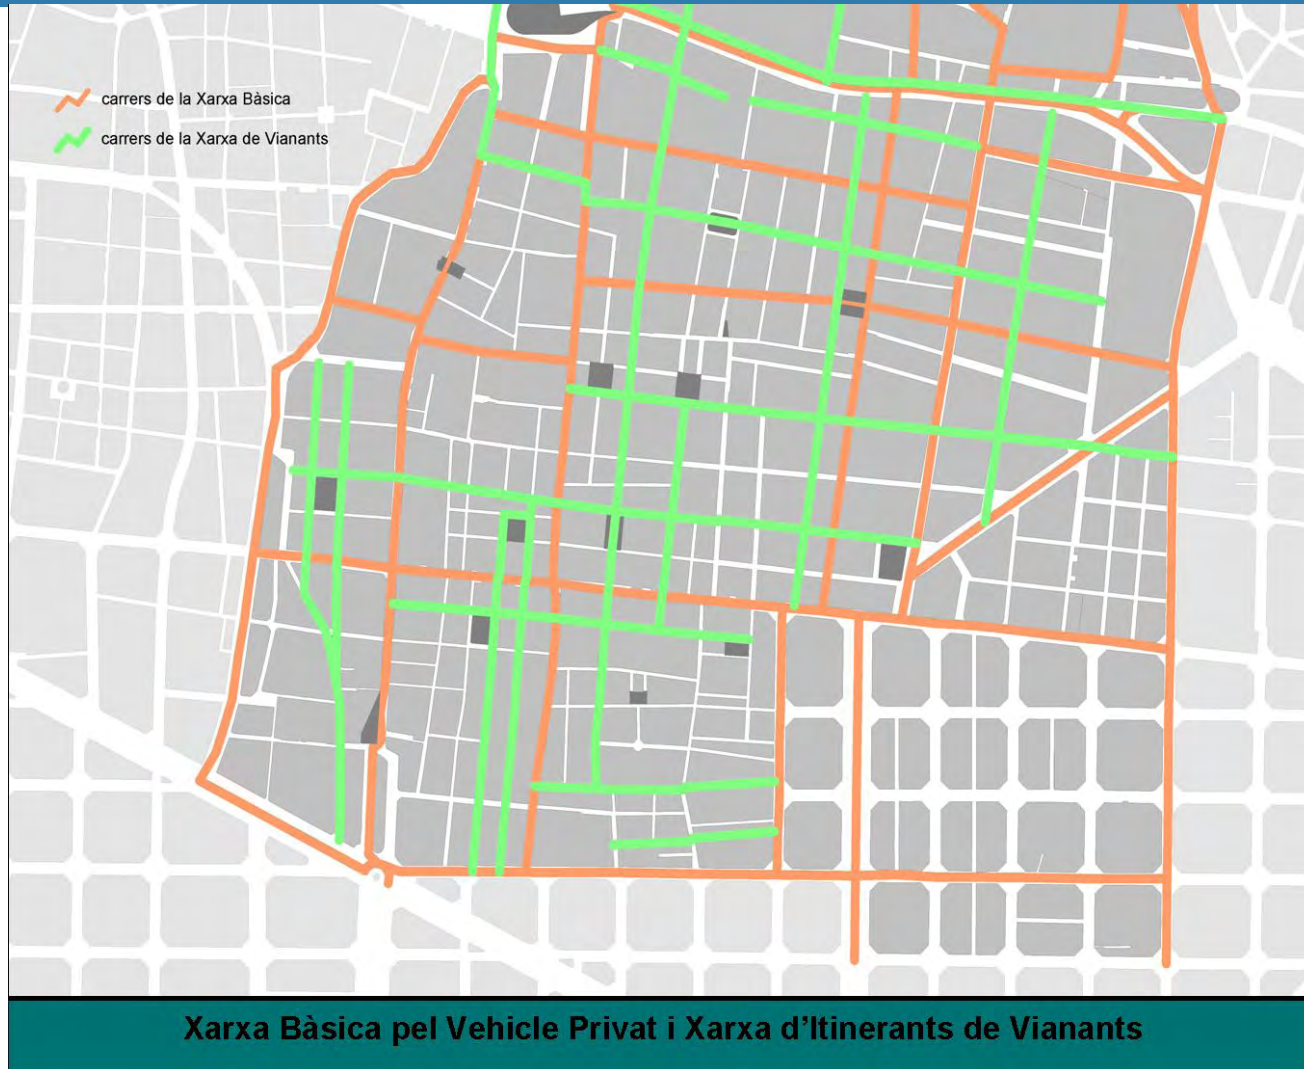 carrers de la Xarxa Bàsica
carrers de la Xarxa de Vianants
Xarxa Bàsica pel Vehicle Privat i Xarxa d'Itinerants de Vianants